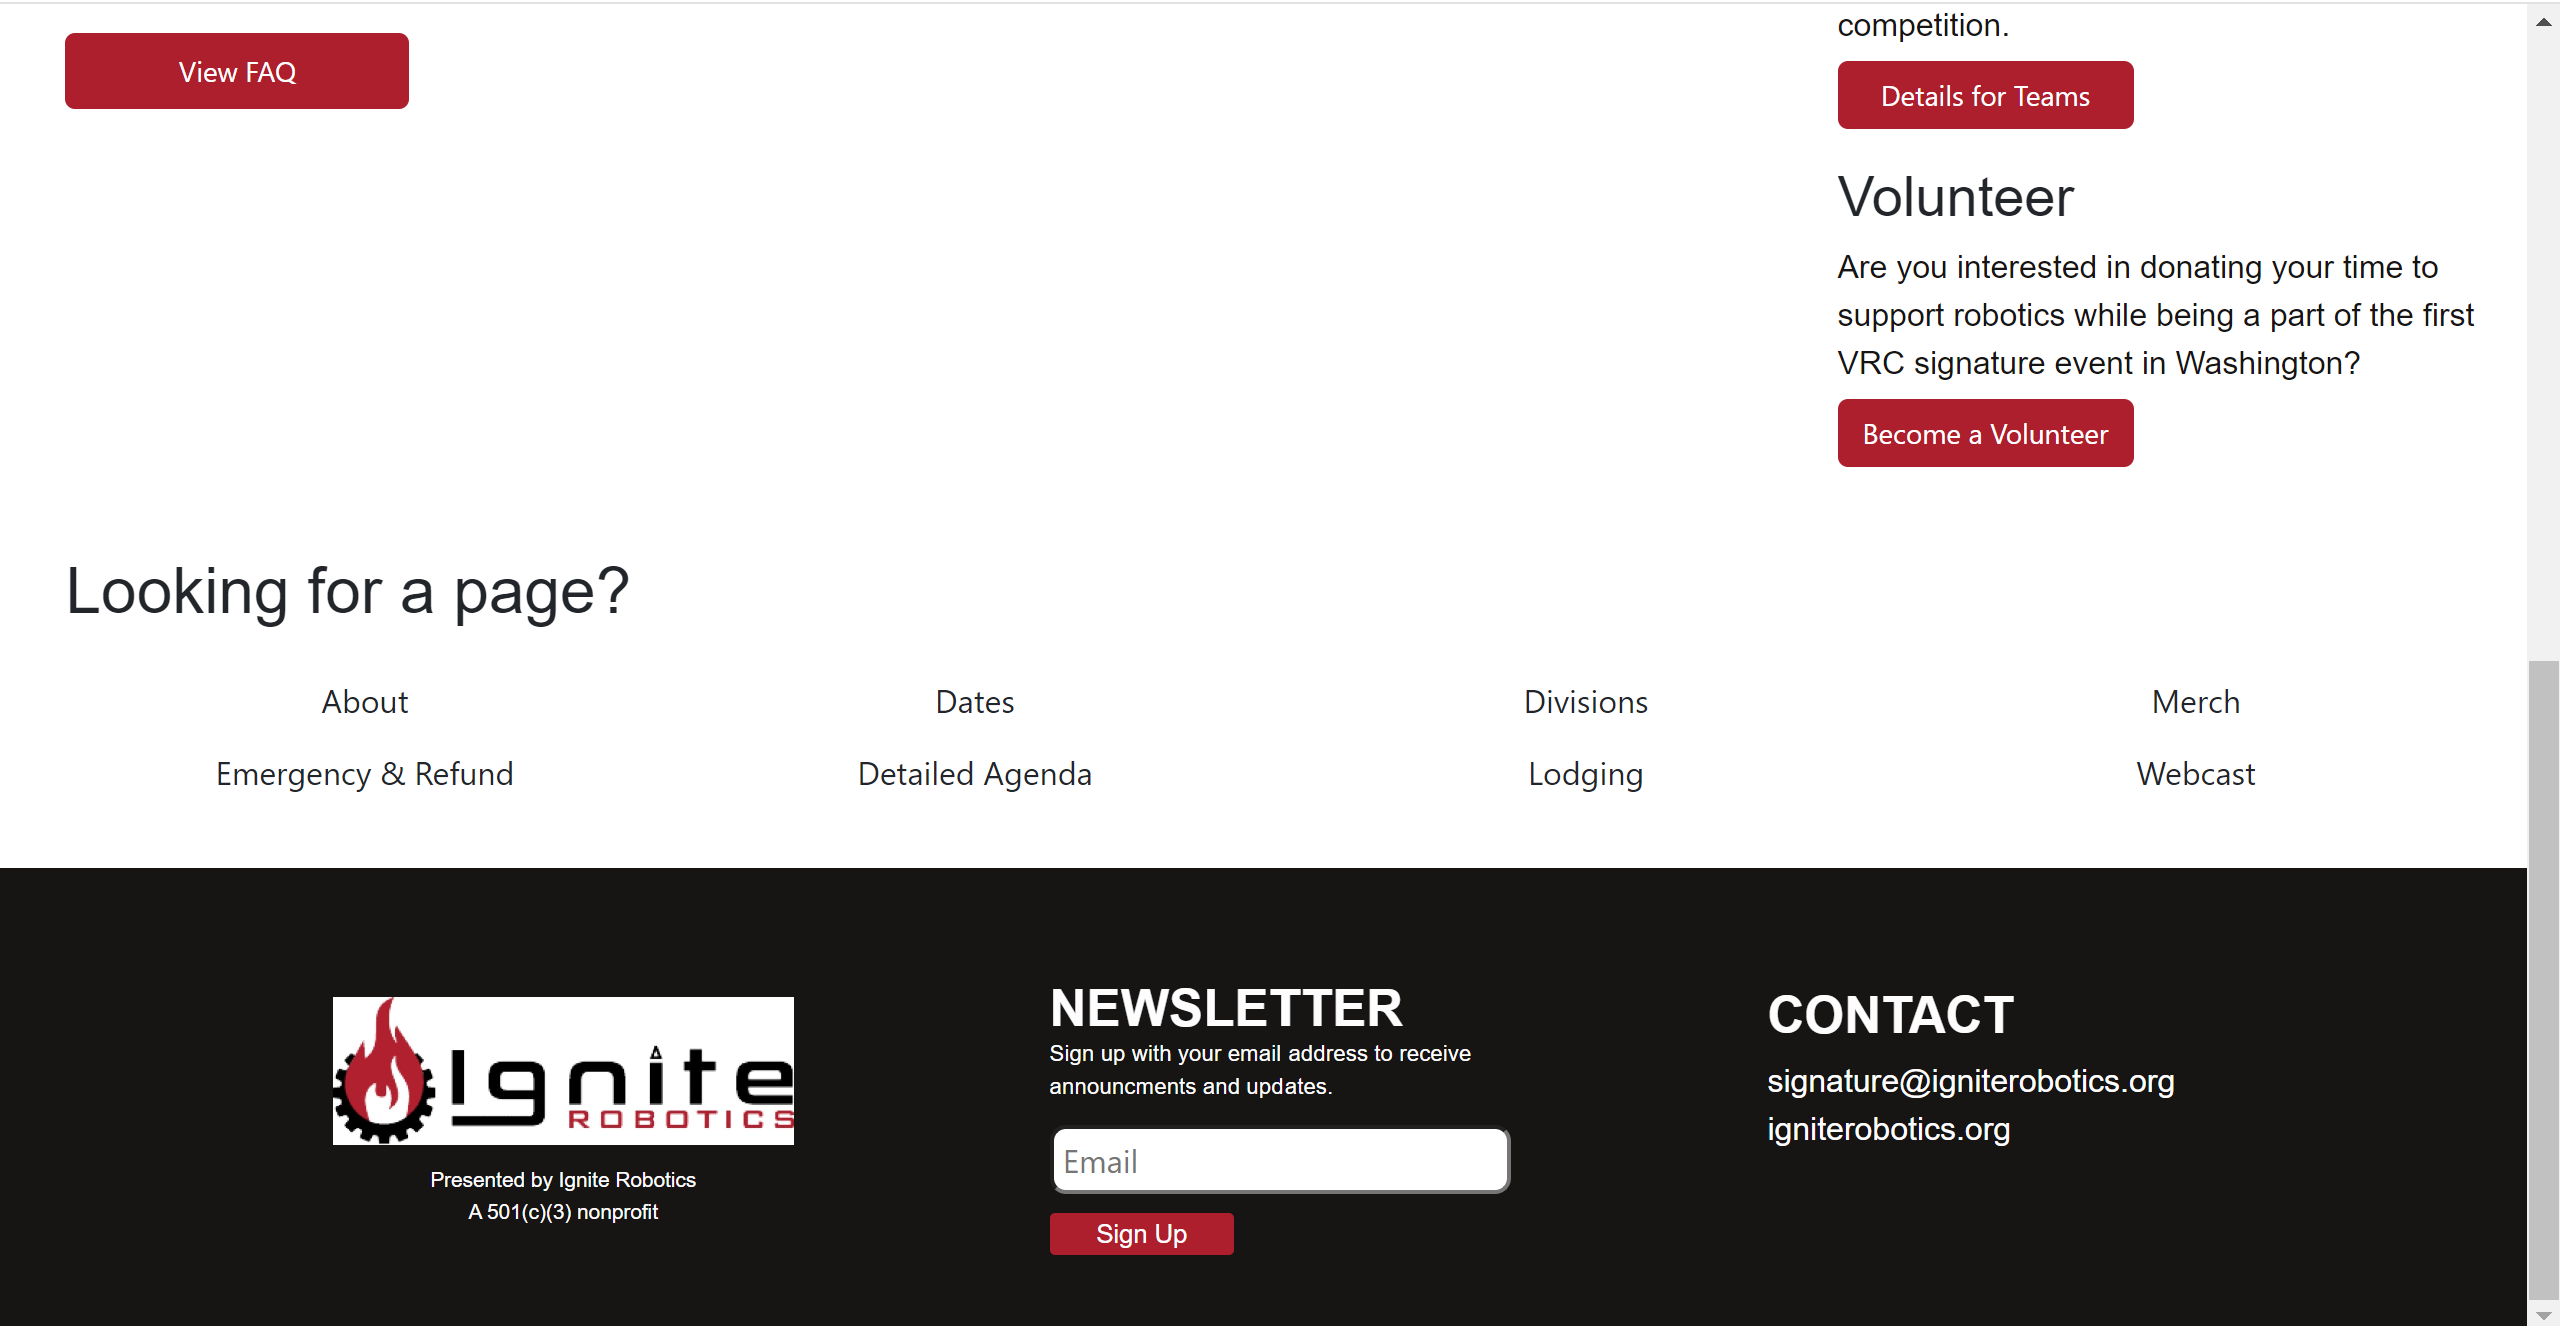 View FAQ
competition.
Details for Teams
Volunteer
Are you interested in donating your time to
support robotics while being a part of the first
VRC signature event in Washington?
Become a Volunteer
Looking for a page?
About
Dates
Divisions
Merch
Emergency & Refund
Detailed Agenda
Lodging
Webcast
Ignite
ROBOTICS
Presented by Ignite Robotics
A 501(c)(3) nonprofit
NEWSLETTER
Sign up with your email address to receive
announcments and updates.
Email
Sign Up
CONTACT
signature@igniterobotics.org
igniterobotics.org